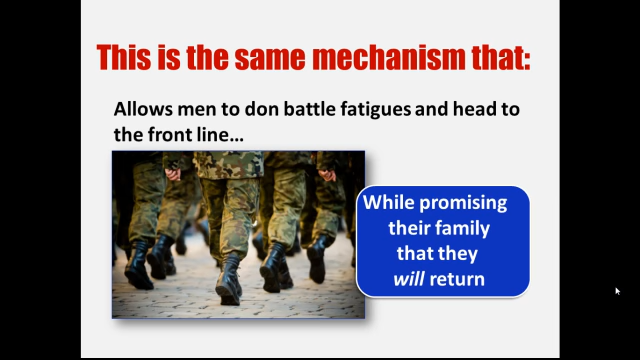 This is the same mechanism that:
Allows men to don battle fatigues and head to
the front line…
While promising
their family
that they
will return